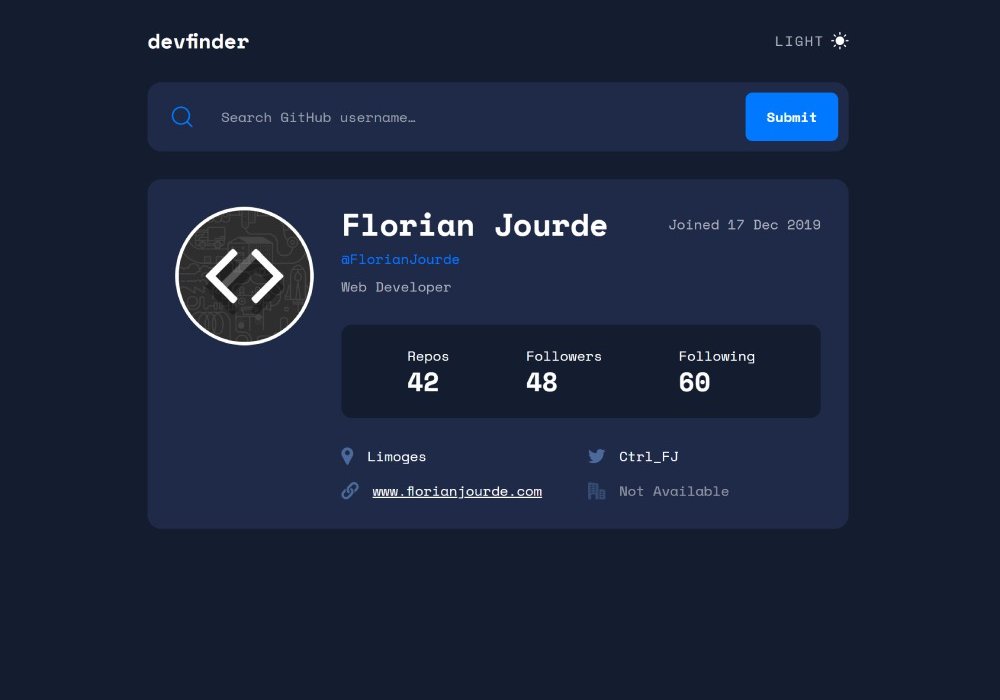 devfinder
LIGHT
Search GitHub username…
Submit
Florian Jourde
Joined 17 Dec 2019
@FlorianJourde
Web Developer
Repos
Followers
Following
42
48
60
Limoges
Ctrl_FJ
www.florianjourde.com
Not Available